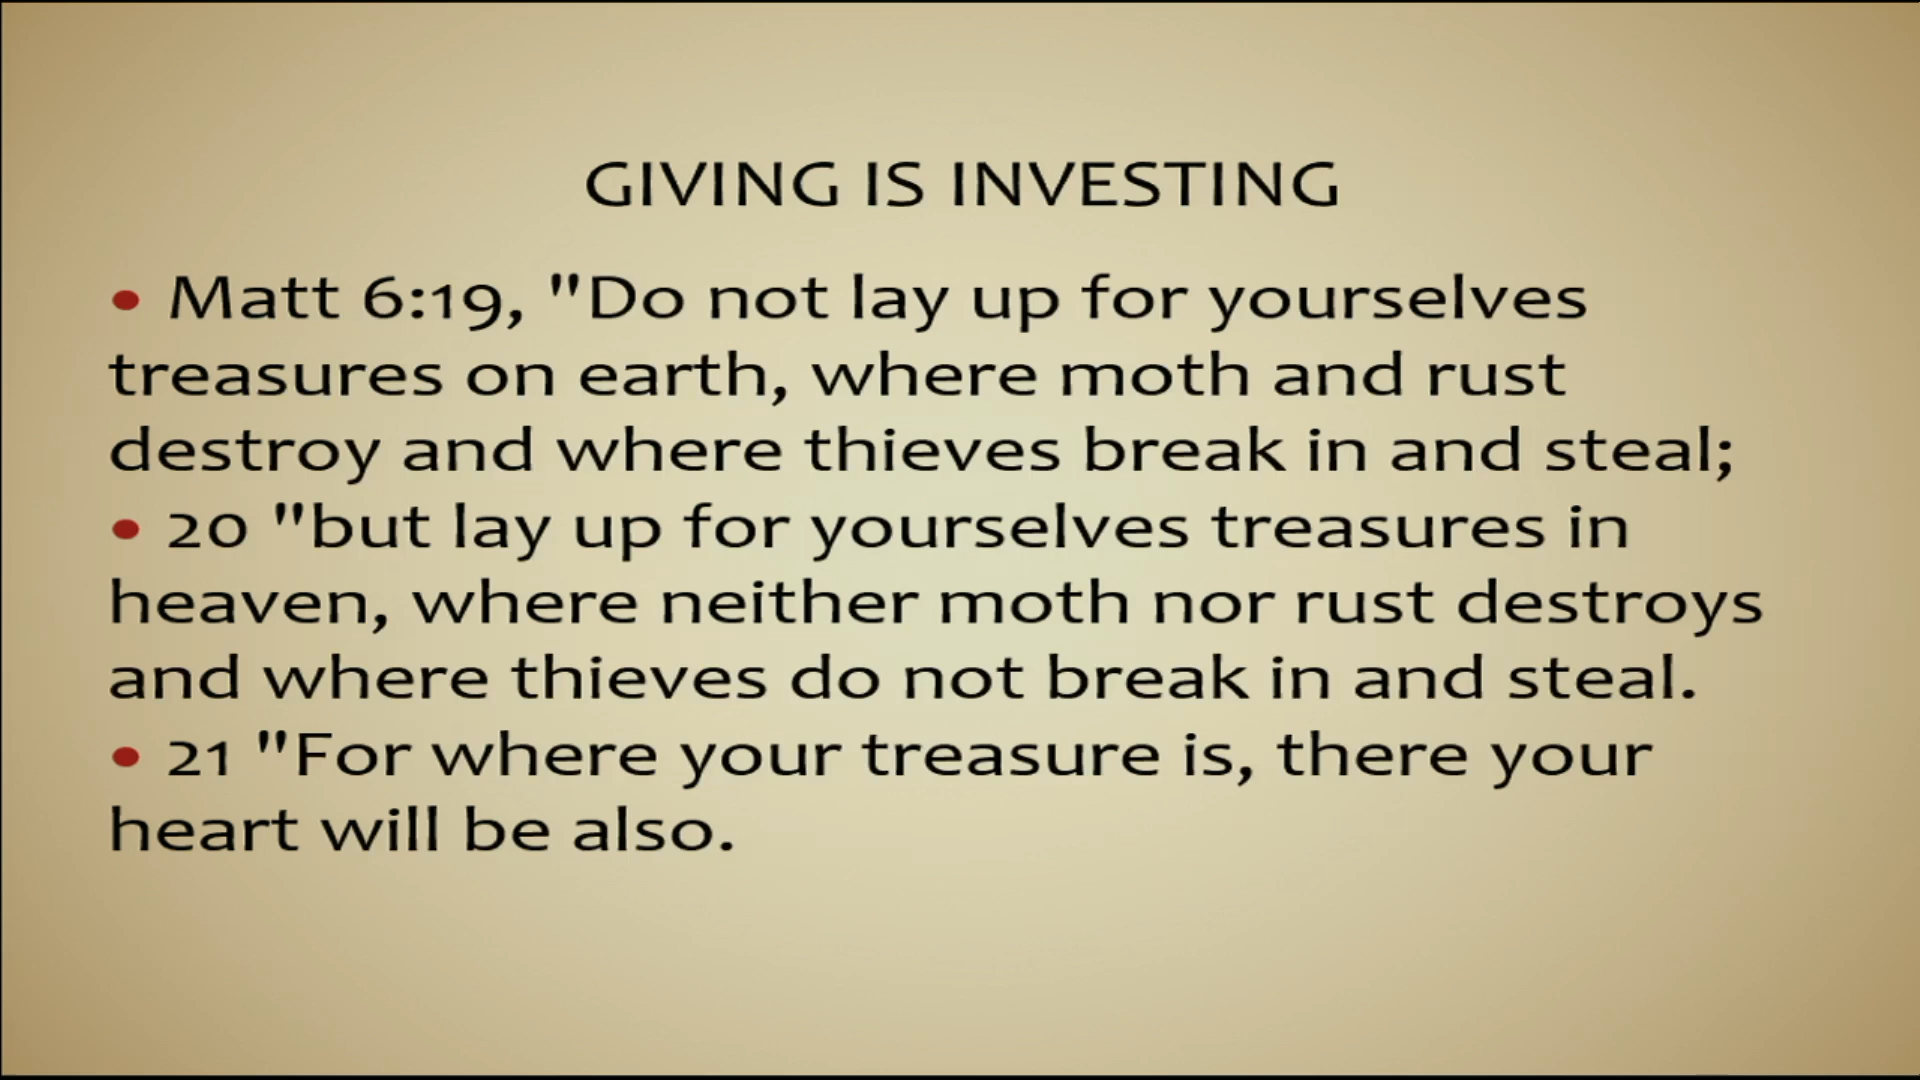 GIVING IS INVESTING
• Matt 6:19, "Do not lay up for yourselves
treasures on earth, where moth and rust
destroy and where thieves break in and steal;
• 20 "but lay up for yourselves treasures in
heaven, where neither moth nor rust destroys
and where thieves do not break in and steal.
• 21 "For where your treasure is, there your
heart will be also.